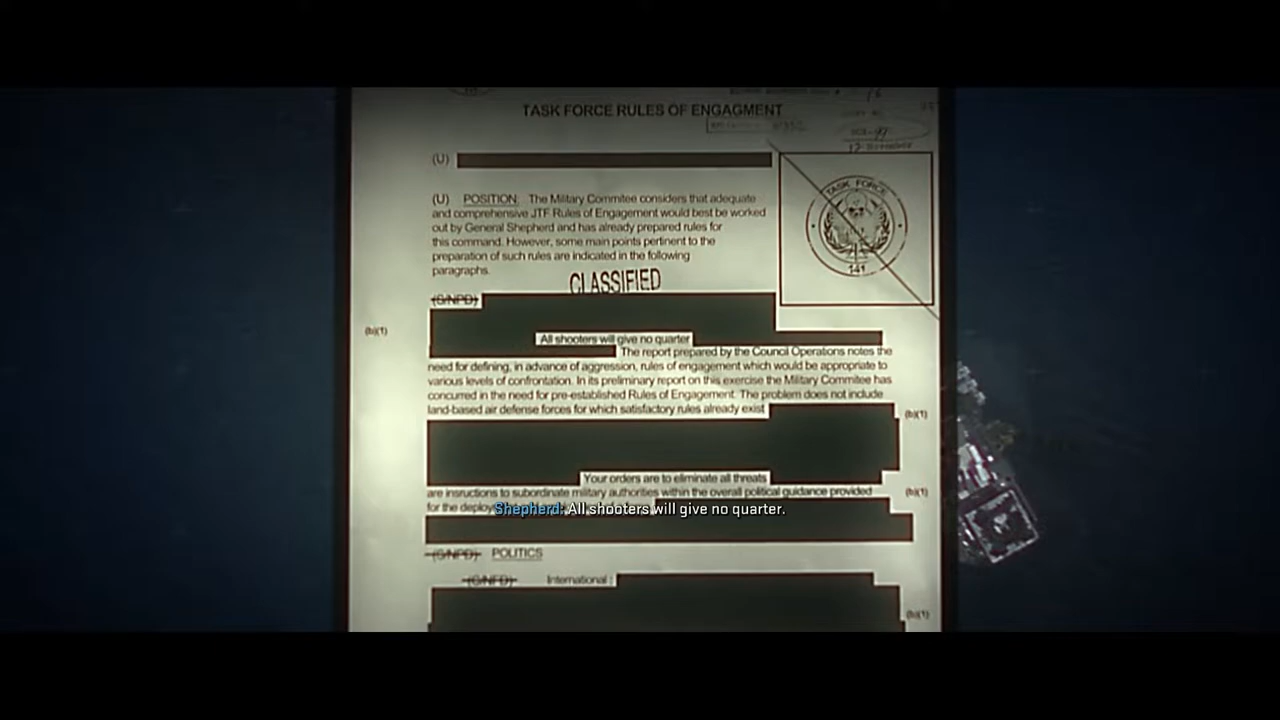 TASK FORCE RULES OF ENGAGMENT
(U)
(U) POSITION: The Military Commitee considers that adequate
and comprehensive JTF Rules of Engagement would best be worked
out by General Shepherd and has already prepared rules for
this command. However, some main points pertinent to the
preparation of such rules are indicated in the following
paragraphs.
TASK FORCE
141
CLASSIFIED
(S/NPD)
(b)(1)
All shooters will give no quarter
The report prepared by the Council Operations notes the
need for defining, in advance of aggression, rules of engagement which would be appropriate to
various levels of confrontation. In its preliminary report on this exercise the Military Commitee has
concurred in the need for pre-established Rules of Engagement. The problem does not include
land-based air defense forces for which satisfactory rules already exist
(b)(1)
Your orders are to eliminate all threats
are insructions to subordinate military authorities within the overall political guidance provided
(b)(1)
for the deploy
Shepherd: All shooters will give no quarter.
(S/NPD) POLITICS
(S/NFD) International :
(b)(1)